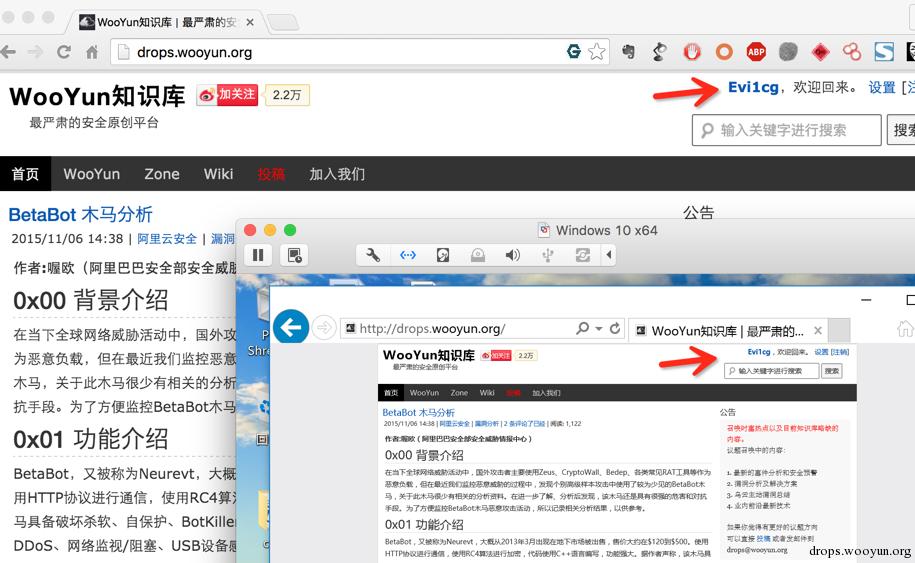 WooYun知识库 | 最严肃的安
drops.wooyun.org
ABP
WooYun知识库
加关注
2.2万
最严肃的安全原创平台
Evi1cg，欢迎回来。 设置 [注
输入关键字进行搜索
搜索
首页 WooYun Zone Wiki 投稿 加入我们
BetaBot 木马分析
2015/11/06 14:38 | 阿里云安全 | 漏洞
作者:喔欧（阿里巴巴安全部安全威胁
0x00 背景介绍
在当下全球网络威胁活动中，国外攻
为恶意负载，但在最近我们监控恶意
木马，关于此木马很少有相关的分析
抗手段。为了方便监控BetaBot木马
0x01 功能介绍
BetaBot，又被称为Neurevt，大概
用HTTP协议进行通信，使用RC4算
马具备破坏杀软、自保护、BotKiller
DDoS、网络监视/阻塞、USB设备感
公告
Windows 10 x64
Shre
回
http://drops.wooyun.org/
WooYun知识库 | 最严肃的...
WooYun知识库
加关注
2.2万
最严肃的安全原创平台
Evi1cg，欢迎回来。 设置 [注销]
输入关键字进行搜索
搜索
首页 WooYun Zone Wiki 投稿 加入我们
BetaBot 木马分析
2015/11/06 14:38 | 阿里云安全 | 漏洞分析 | 2 条评论了已经 | 阅读: 1,122
作者:喔欧（阿里巴巴安全部安全威胁情报中心）
0x00 背景介绍
在当下全球网络威胁活动中，国外攻击者主要使用Zeus、CryptoWall、Bedep、各类常见RAT工具等作为
恶意负载，但在最近我们监控恶意威胁的过程中，发现个别高级样本攻击中使用了较为少见的BetaBot木
马，关于此木马很少有相关的分析资料。在进一步了解、分析后发现，该木马还是具有很强的危害和对抗
手段。为了方便监控BetaBot木马恶意攻击活动，所以记录相关分析结果，以供参考。
0x01 功能介绍
BetaBot，又被称为Neurevt，大概从2013年3月出现在地下市场被出售，售价大约在$120到$500。使用
HTTP协议进行通信，使用RC4算法进行加密，代码使用C++语言编写，功能强大。据作者声称，该木马具
公告
召唤时富热点以及目前知识库略缺的
内容。
议题召唤中的内容:
1. 最新的事件分析和安全预警
2. 漏洞分析及解决方案
3. 乌云主站漏洞总结
4. 业内前沿最新技术
如果你觉得有更好的议题方向
可以直接 投稿 或者发邮件到
drops@wooyun.org
drops.wooyun.org